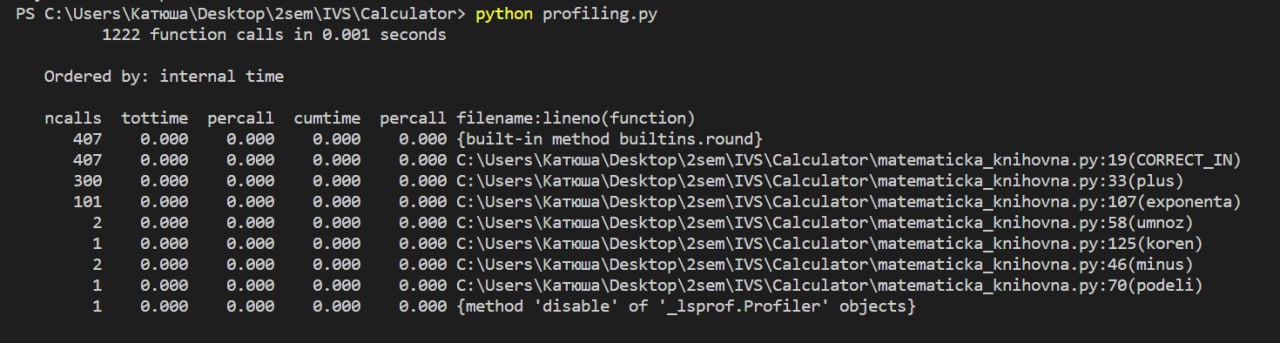 PS C:\Users\Катюша\Desktop\2sem\IVS\Calculator> python profiling.py
1222 function calls in 0.001 seconds
Ordered by: internal time
ncalls tottime percall cumtime percall filename:lineno(function)
407 0.000 0.000 0.000 0.000 {built-in method builtins.round}
407 0.000 0.000 0.000 0.000 C:\Users\Катюша\Desktop\2sem\IVS\Calculator\matematicka_knihovna.py:19(CORRECT_IN)
300 0.000 0.000 0.000 0.000 C:\Users\Катюша\Desktop\2sem\IVS\Calculator\matematicka_knihovna.py:33(plus)
101 0.000 0.000 0.000 0.000 C:\Users\Катюша\Desktop\2sem\IVS\Calculator\matematicka_knihovna.py:107(exponenta)
2 0.000 0.000 0.000 0.000 C:\Users\Катюша\Desktop\2sem\IVS\Calculator\matematicka_knihovna.py:58(umnoz)
1 0.000 0.000 0.000 0.000 C:\Users\Катюша\Desktop\2sem\IVS\Calculator\matematicka_knihovna.py:125(koren)
2 0.000 0.000 0.000 0.000 C:\Users\Катюша\Desktop\2sem\IVS\Calculator\matematicka_knihovna.py:46(minus)
1 0.000 0.000 0.000 0.000 C:\Users\Катюша\Desktop\2sem\IVS\Calculator\matematicka_knihovna.py:70(podeli)
1 0.000 0.000 0.000 0.000 {method 'disable' of '_lsprof.Profiler' objects}